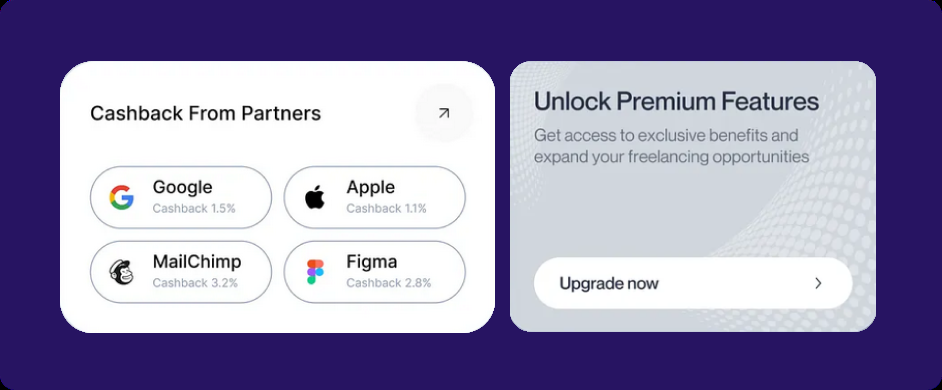 Cashback From Partners
Google
Cashback 1.5%
Apple
Cashback 1.1%
MailChimp
Cashback 3.2%
Figma
Cashback 2.8%
Unlock Premium Features
Get access to exclusive benefits and
expand your freelancing opportunities
Upgrade now